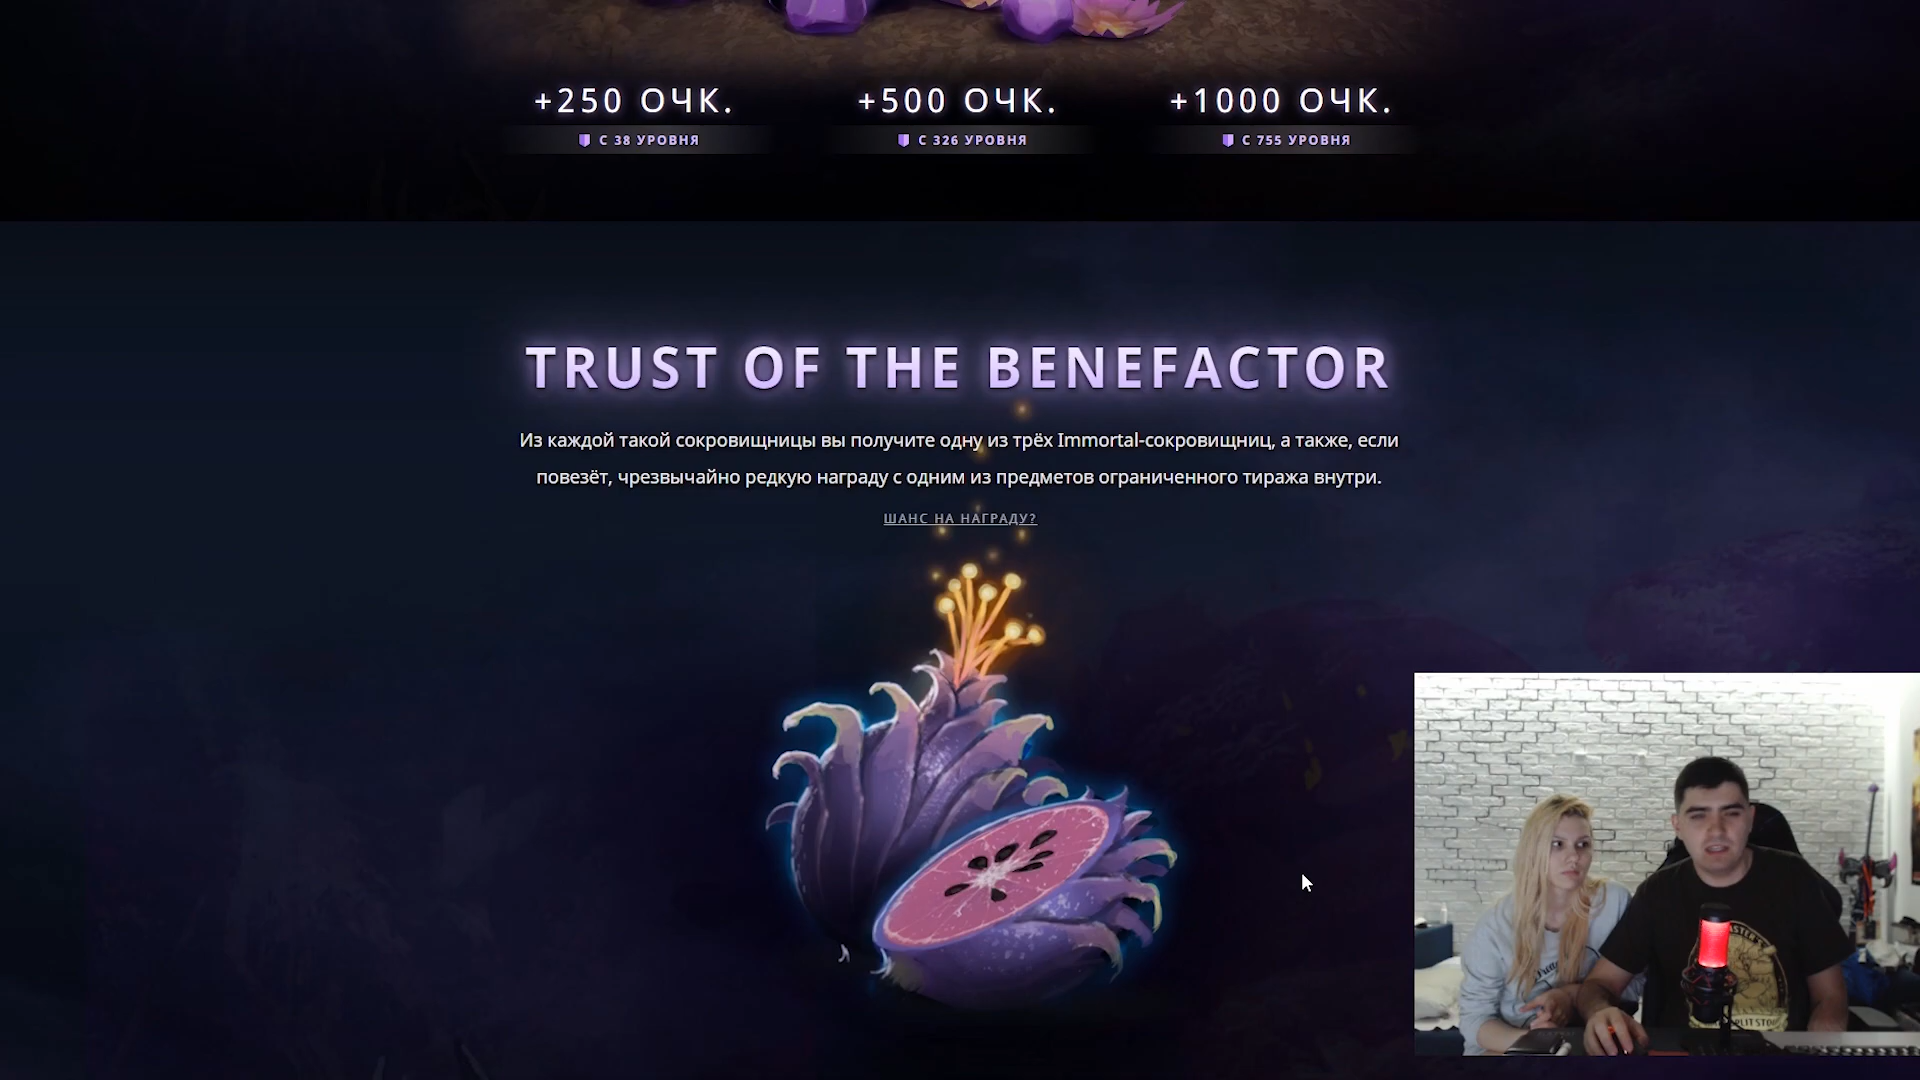 +250 ОЧК.
+500 ОЧК.
+1000 ОЧК.
С 38 УРОВНЯ
С 326 УРОВНЯ
С 755 УРОВНЯ
TRUST OF THE BENEFACTOR
Из каждой такой сокровищницы вы получите одну из трёх Immortal-сокровищниц, а также, если
повезёт, чрезвычайно редкую награду с одним из предметов ограниченного тиража внутри.
ШАНС НА НАГРАДУ?